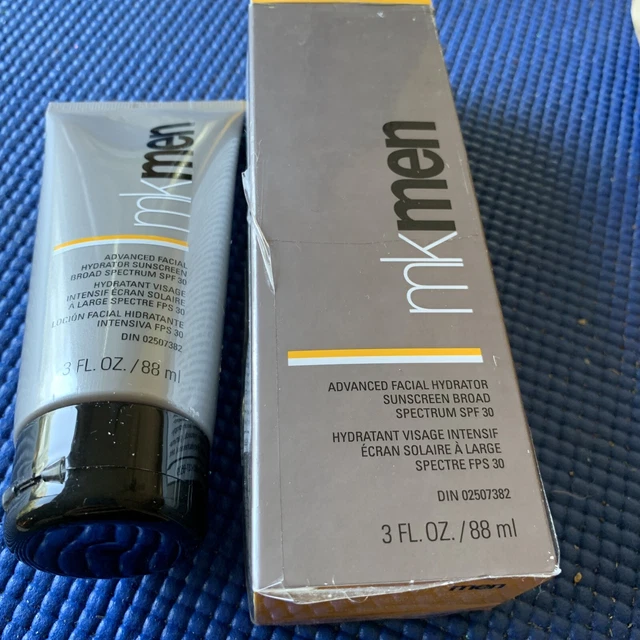 mkmen
ADVANCED FACIAL
HYDRATOR SUNSCREEN
BROAD SPECTRUM SPF 30
HYDRATANT VISAGE
INTENSIF ÉCRAN SOLAIRE
À LARGE SPECTRE FPS 30
LOCIÓN FACIAL HIDRATANTE
INTENSIVA FPS 30
DIN 02507382
3 FL. OZ. / 88 ml
mkmen
ADVANCED FACIAL HYDRATOR
SUNSCREEN BROAD
SPECTRUM SPF 30
HYDRATANT VISAGE INTENSIF
ÉCRAN SOLAIRE À LARGE
SPECTRE FPS 30
DIN 02507382
3 FL. OZ. / 88 ml
men